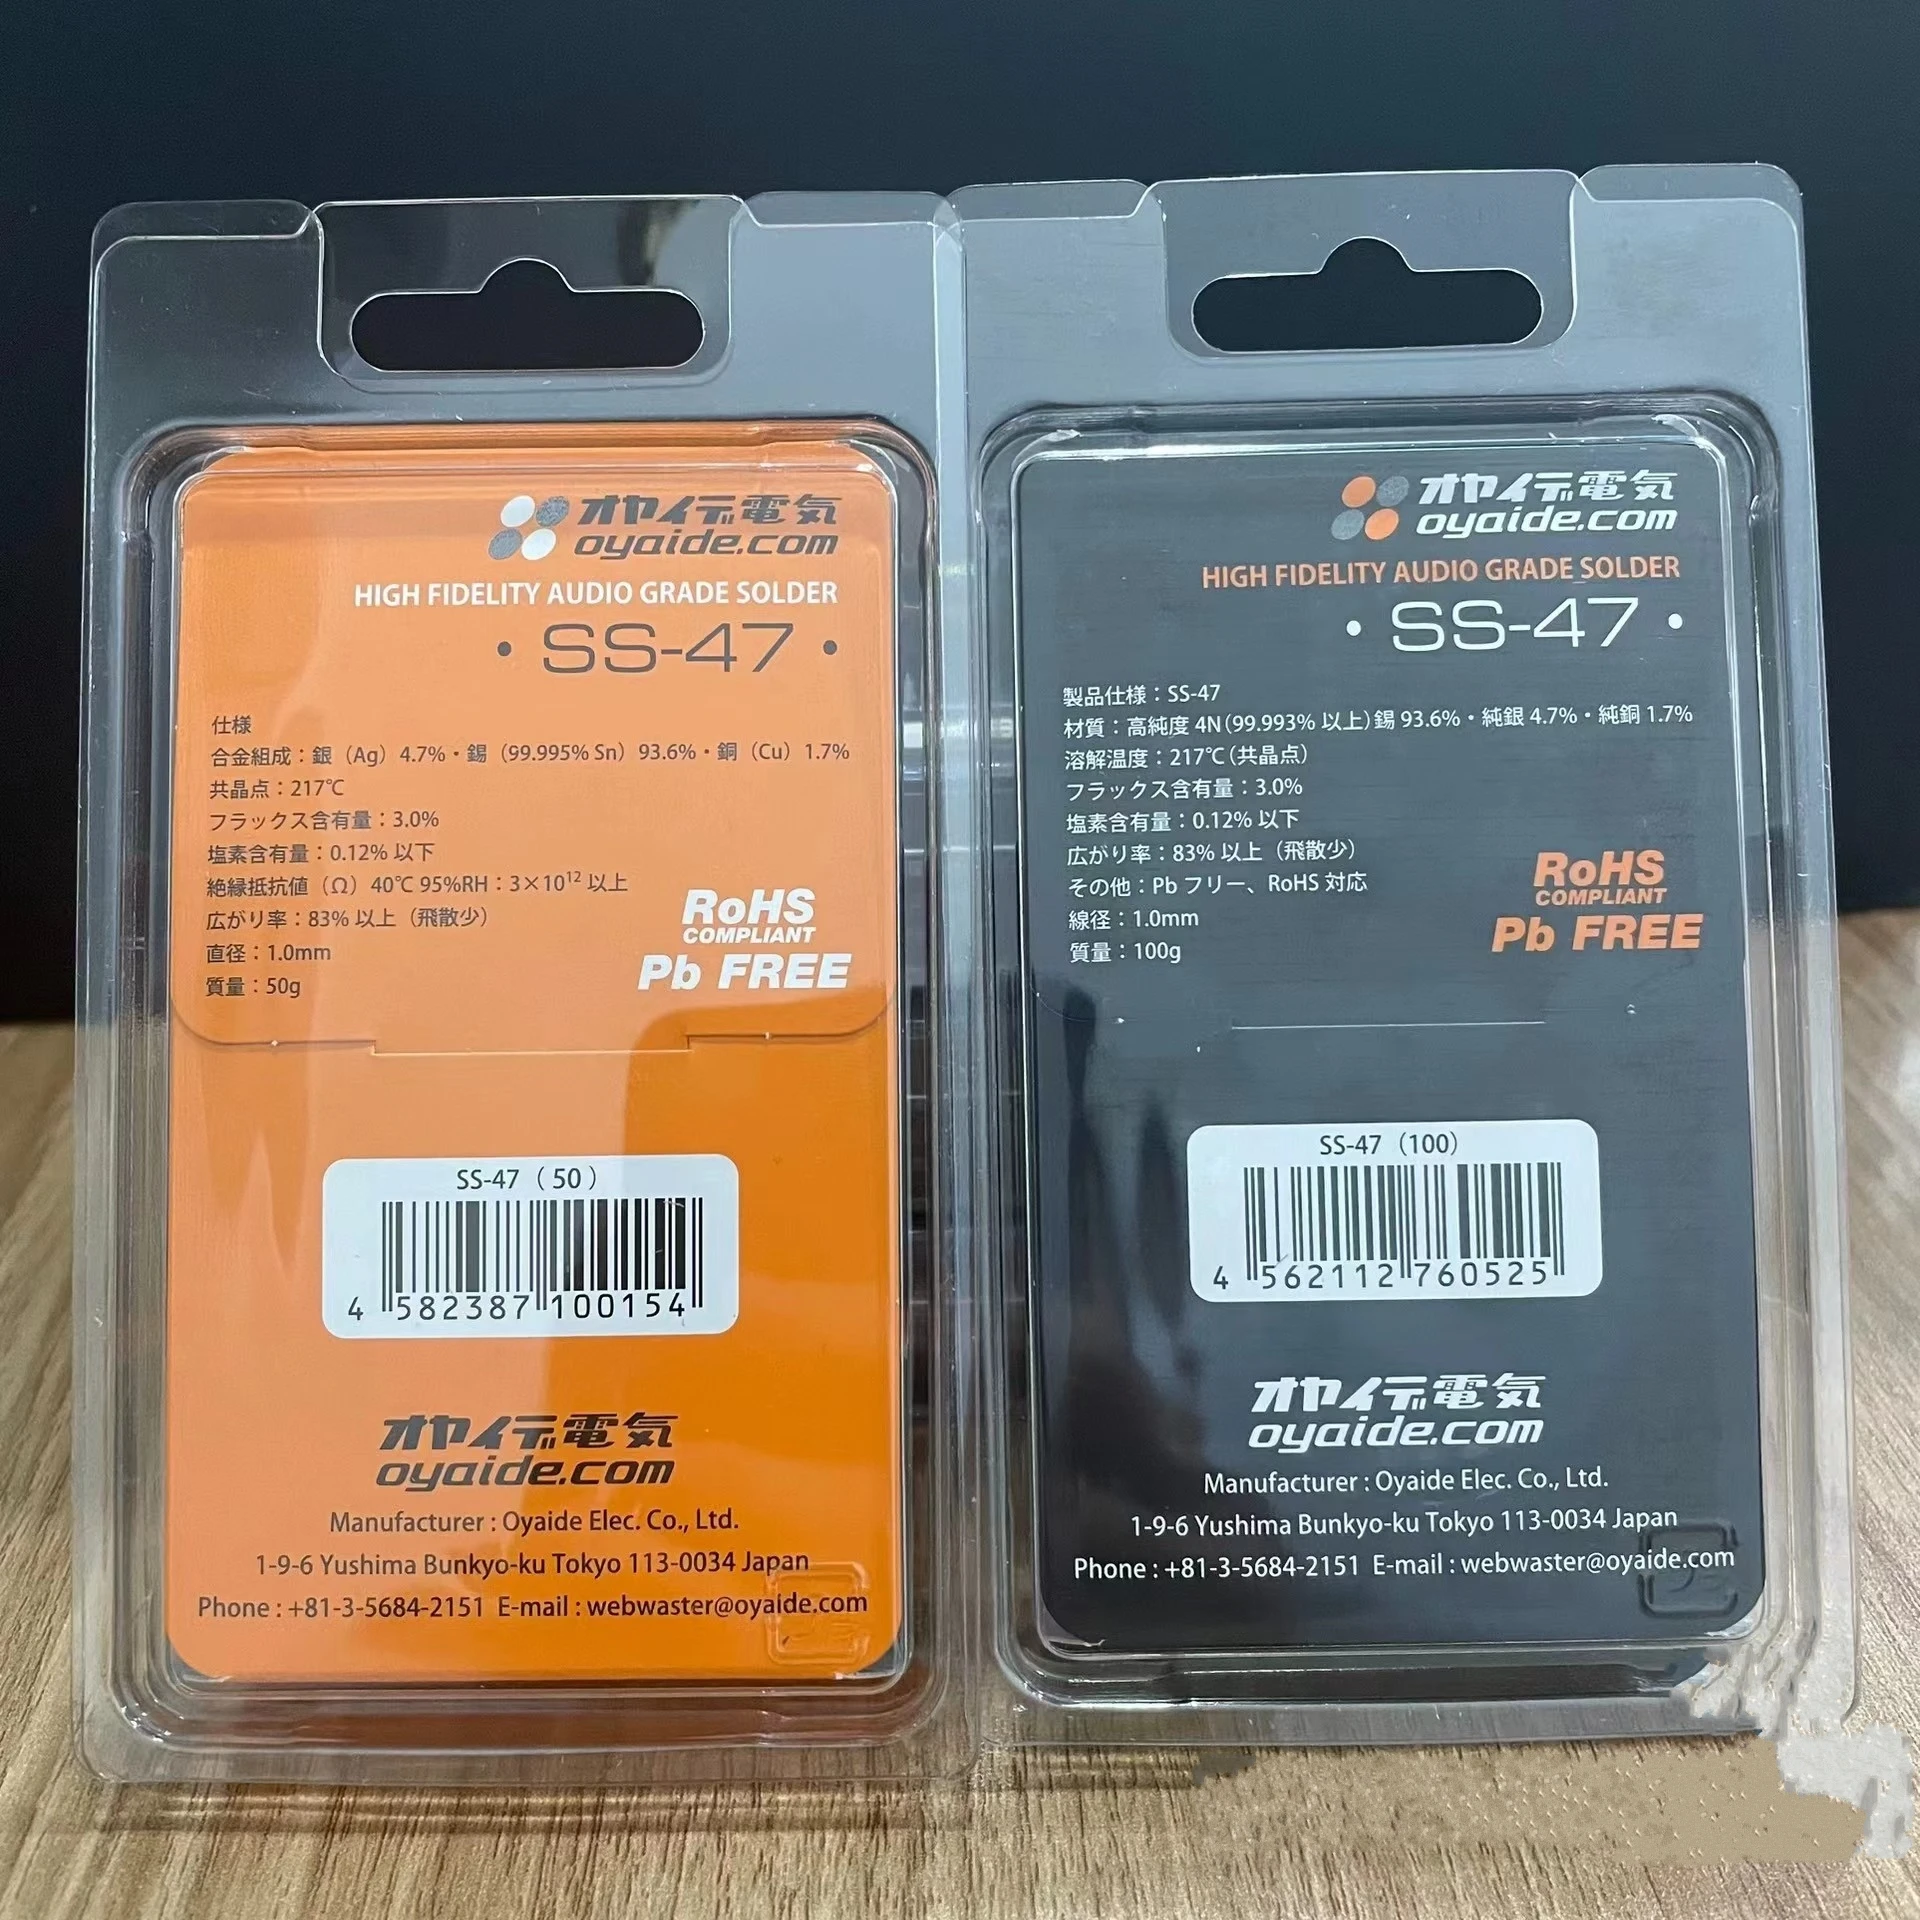 オヤイデ電気
oyaide.com
HIGH FIDELITY AUDIO GRADE SOLDER
・SS-47・
仕様
合金組成：銀（Ag）4.7%・錫（99.995% Sn）93.6%・銅（Cu）1.7%
共晶点：217℃
フラックス含有量：3.0%
塩素含有量：0.12% 以下
絶縁抵抗値（Ω）40℃ 95%RH：3×10¹² 以上
広がり率：83% 以上（飛散少）
直径：1.0mm
質量：50g
RoHS
COMPLIANT
Pb FREE
SS-47（50）
4 582387 100154
オヤイデ電気
oyaide.com
Manufacturer : Oyaide Elec. Co., Ltd.
1-9-6 Yushima Bunkyo-ku Tokyo 113-0034 Japan
Phone : +81-3-5684-2151 E-mail : webwaster@oyaide.com
オヤイデ電気
oyaide.com
HIGH FIDELITY AUDIO GRADE SOLDER
・SS-47・
製品仕様：SS-47
材質：高純度 4N（99.993% 以上）錫 93.6%・純銀 4.7%・純銅 1.7%
溶解温度：217℃（共晶点）
フラックス含有量：3.0%
塩素含有量：0.12% 以下
広がり率：83% 以上（飛散少）
その他：Pb フリー、RoHS 対応
線径：1.0mm
質量：100g
RoHS
COMPLIANT
Pb FREE
SS-47（100）
4 562112 760525
オヤイデ電気
oyaide.com
Manufacturer : Oyaide Elec. Co., Ltd.
1-9-6 Yushima Bunkyo-ku Tokyo 113-0034 Japan
Phone : +81-3-5684-2151 E-mail : webwaster@oyaide.com